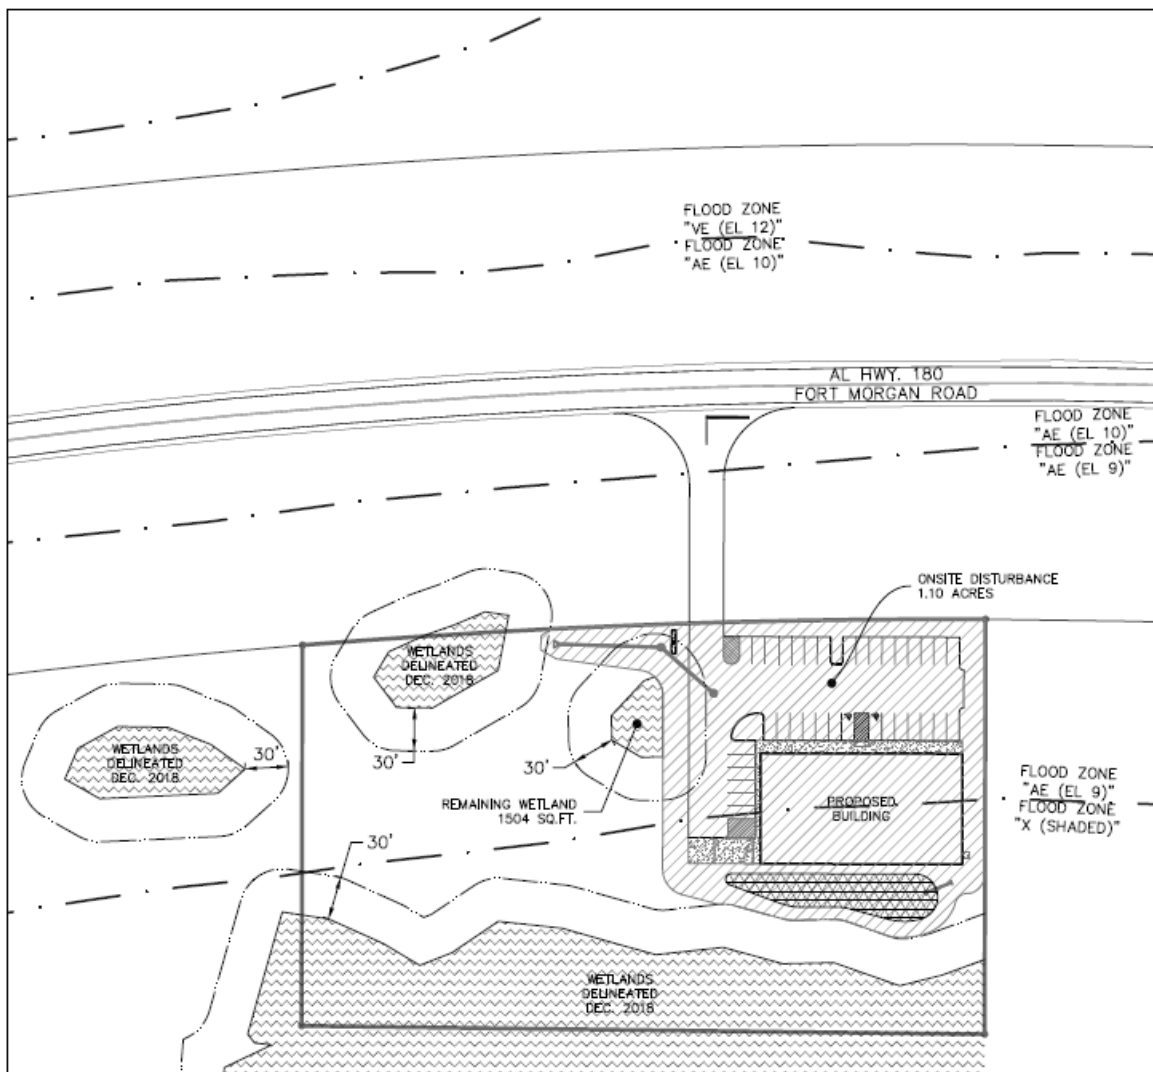 FLOOD ZONE
"VE (EL 12)"
FLOOD ZONE
"AE (EL 10)"
AL HWY. 180
FORT MORGAN ROAD
FLOOD ZONE
"AE (EL 10)"
FLOOD ZONE
"AE (EL 9)"
ONSITE DISTURBANCE
1.10 ACRES
WETLANDS
DELINEATED
DEC. 2018
WETLANDS
DELINEATED
DEC. 2018
30'
30'
30'
REMAINING WETLAND
1504 SQ.FT.
PROPOSED
BUILDING
FLOOD ZONE
"AE (EL 9)"
FLOOD ZONE
"X (SHADED)"
30'
WETLANDS
DELINEATED
DEC. 2018